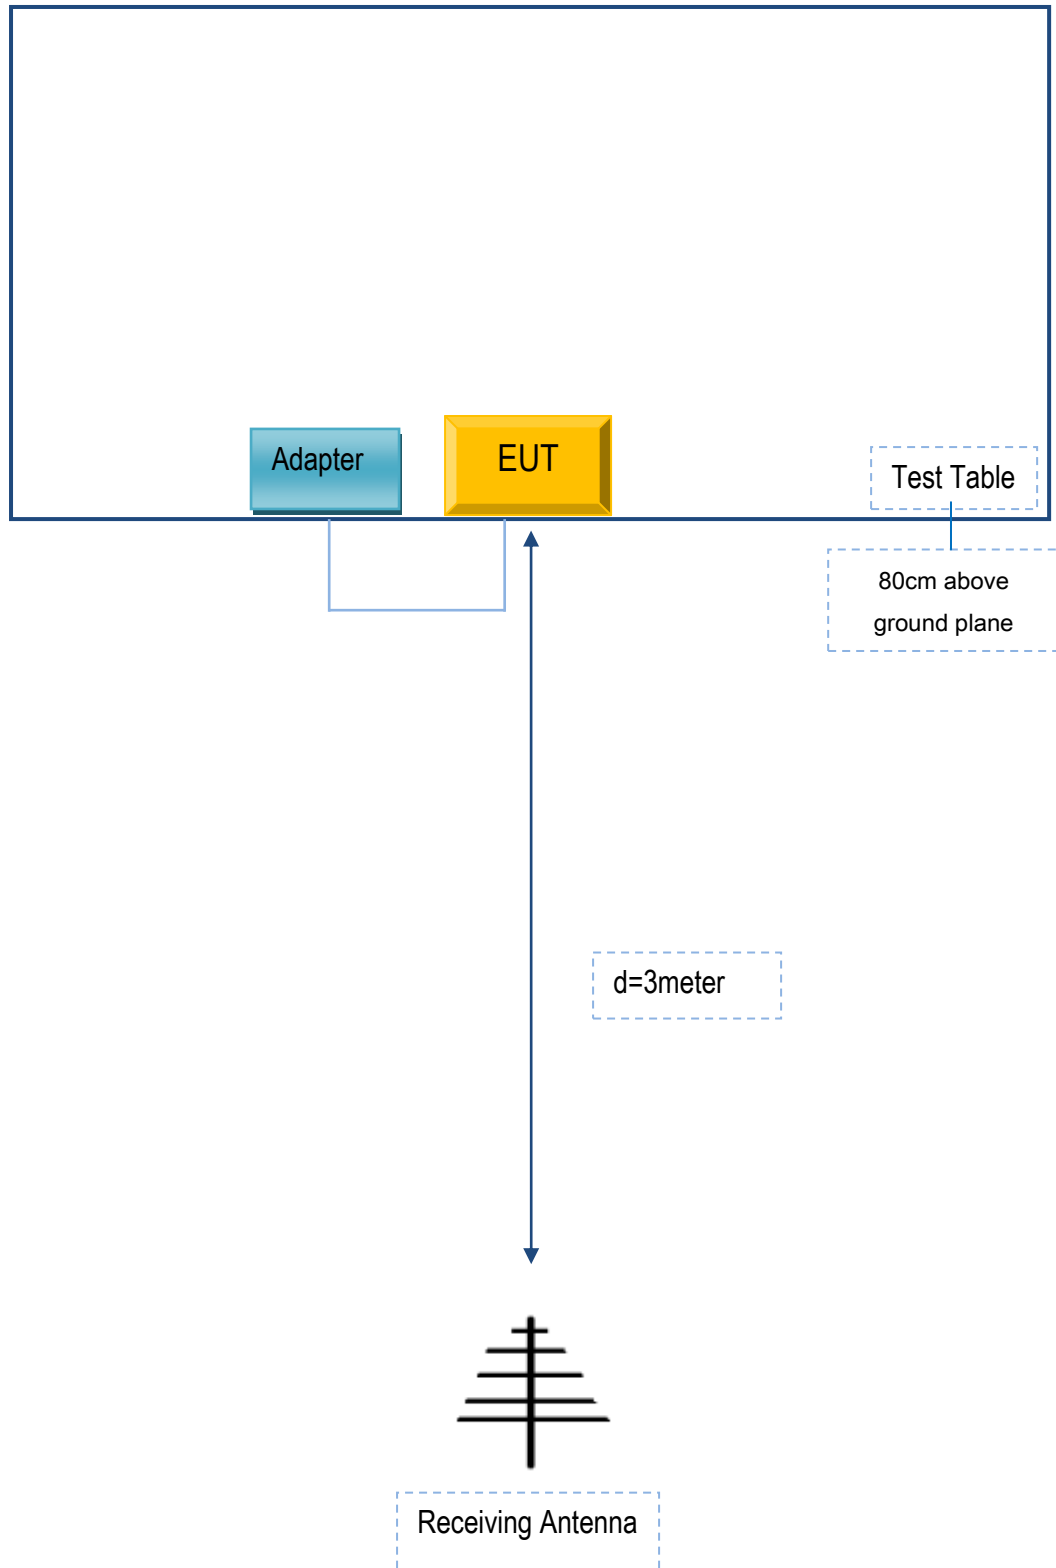 Adapter
EUT
Test Table
80cm above
ground plane
d=3meter
Receiving Antenna